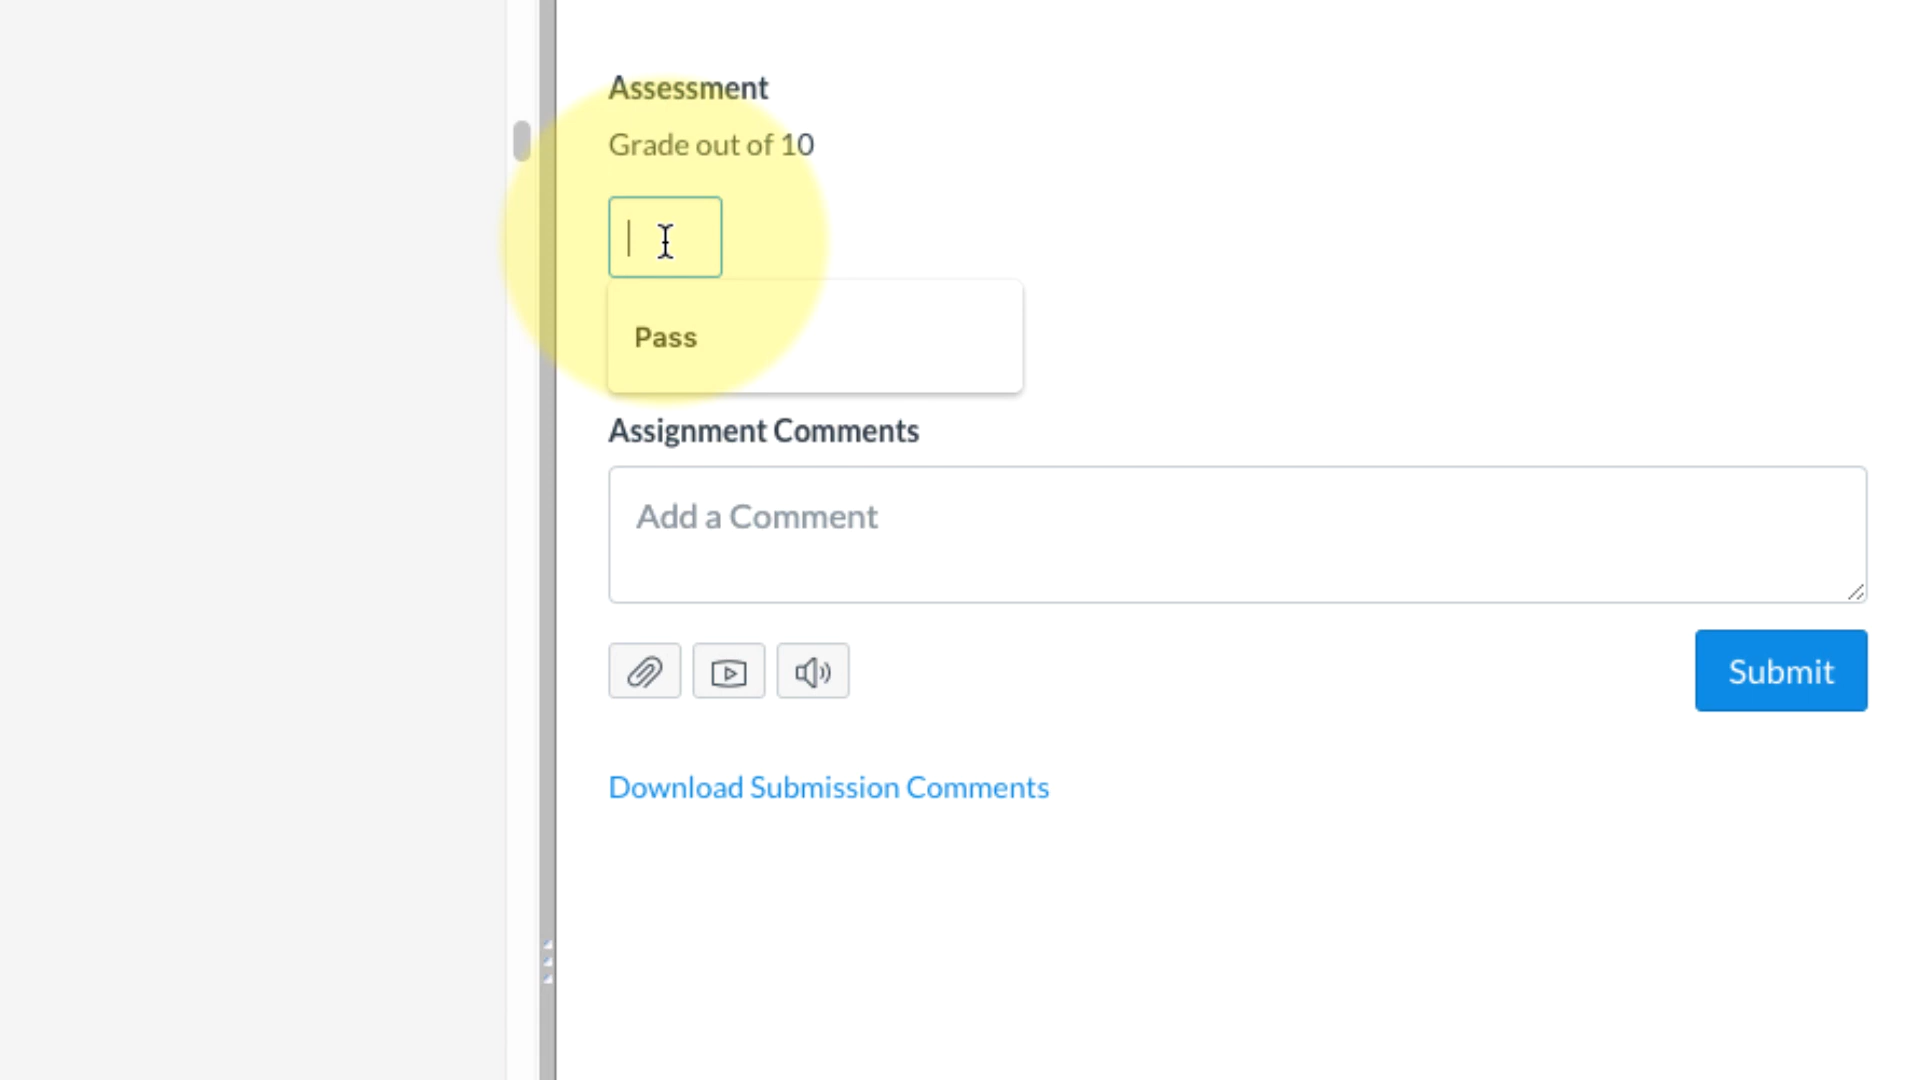 Assessment
Grade out of 10
Pass
Assignment Comments
Add a Comment
Submit
Download Submission Comments